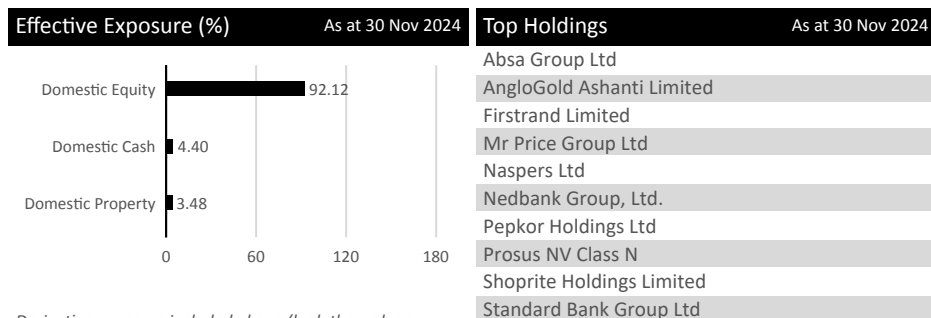 Effective Exposure (%) As at 30 Nov 2024
Domestic Equity 92.12
Domestic Cash 4.40
Domestic Property 3.48
0 60 120 180
Top Holdings As at 30 Nov 2024
Absa Group Ltd
AngloGold Ashanti Limited
Firstrand Limited
Mr Price Group Ltd
Naspers Ltd
Nedbank Group, Ltd.
Pepkor Holdings Ltd
Prosus NV Class N
Shoprite Holdings Limited
Standard Bank Group Ltd